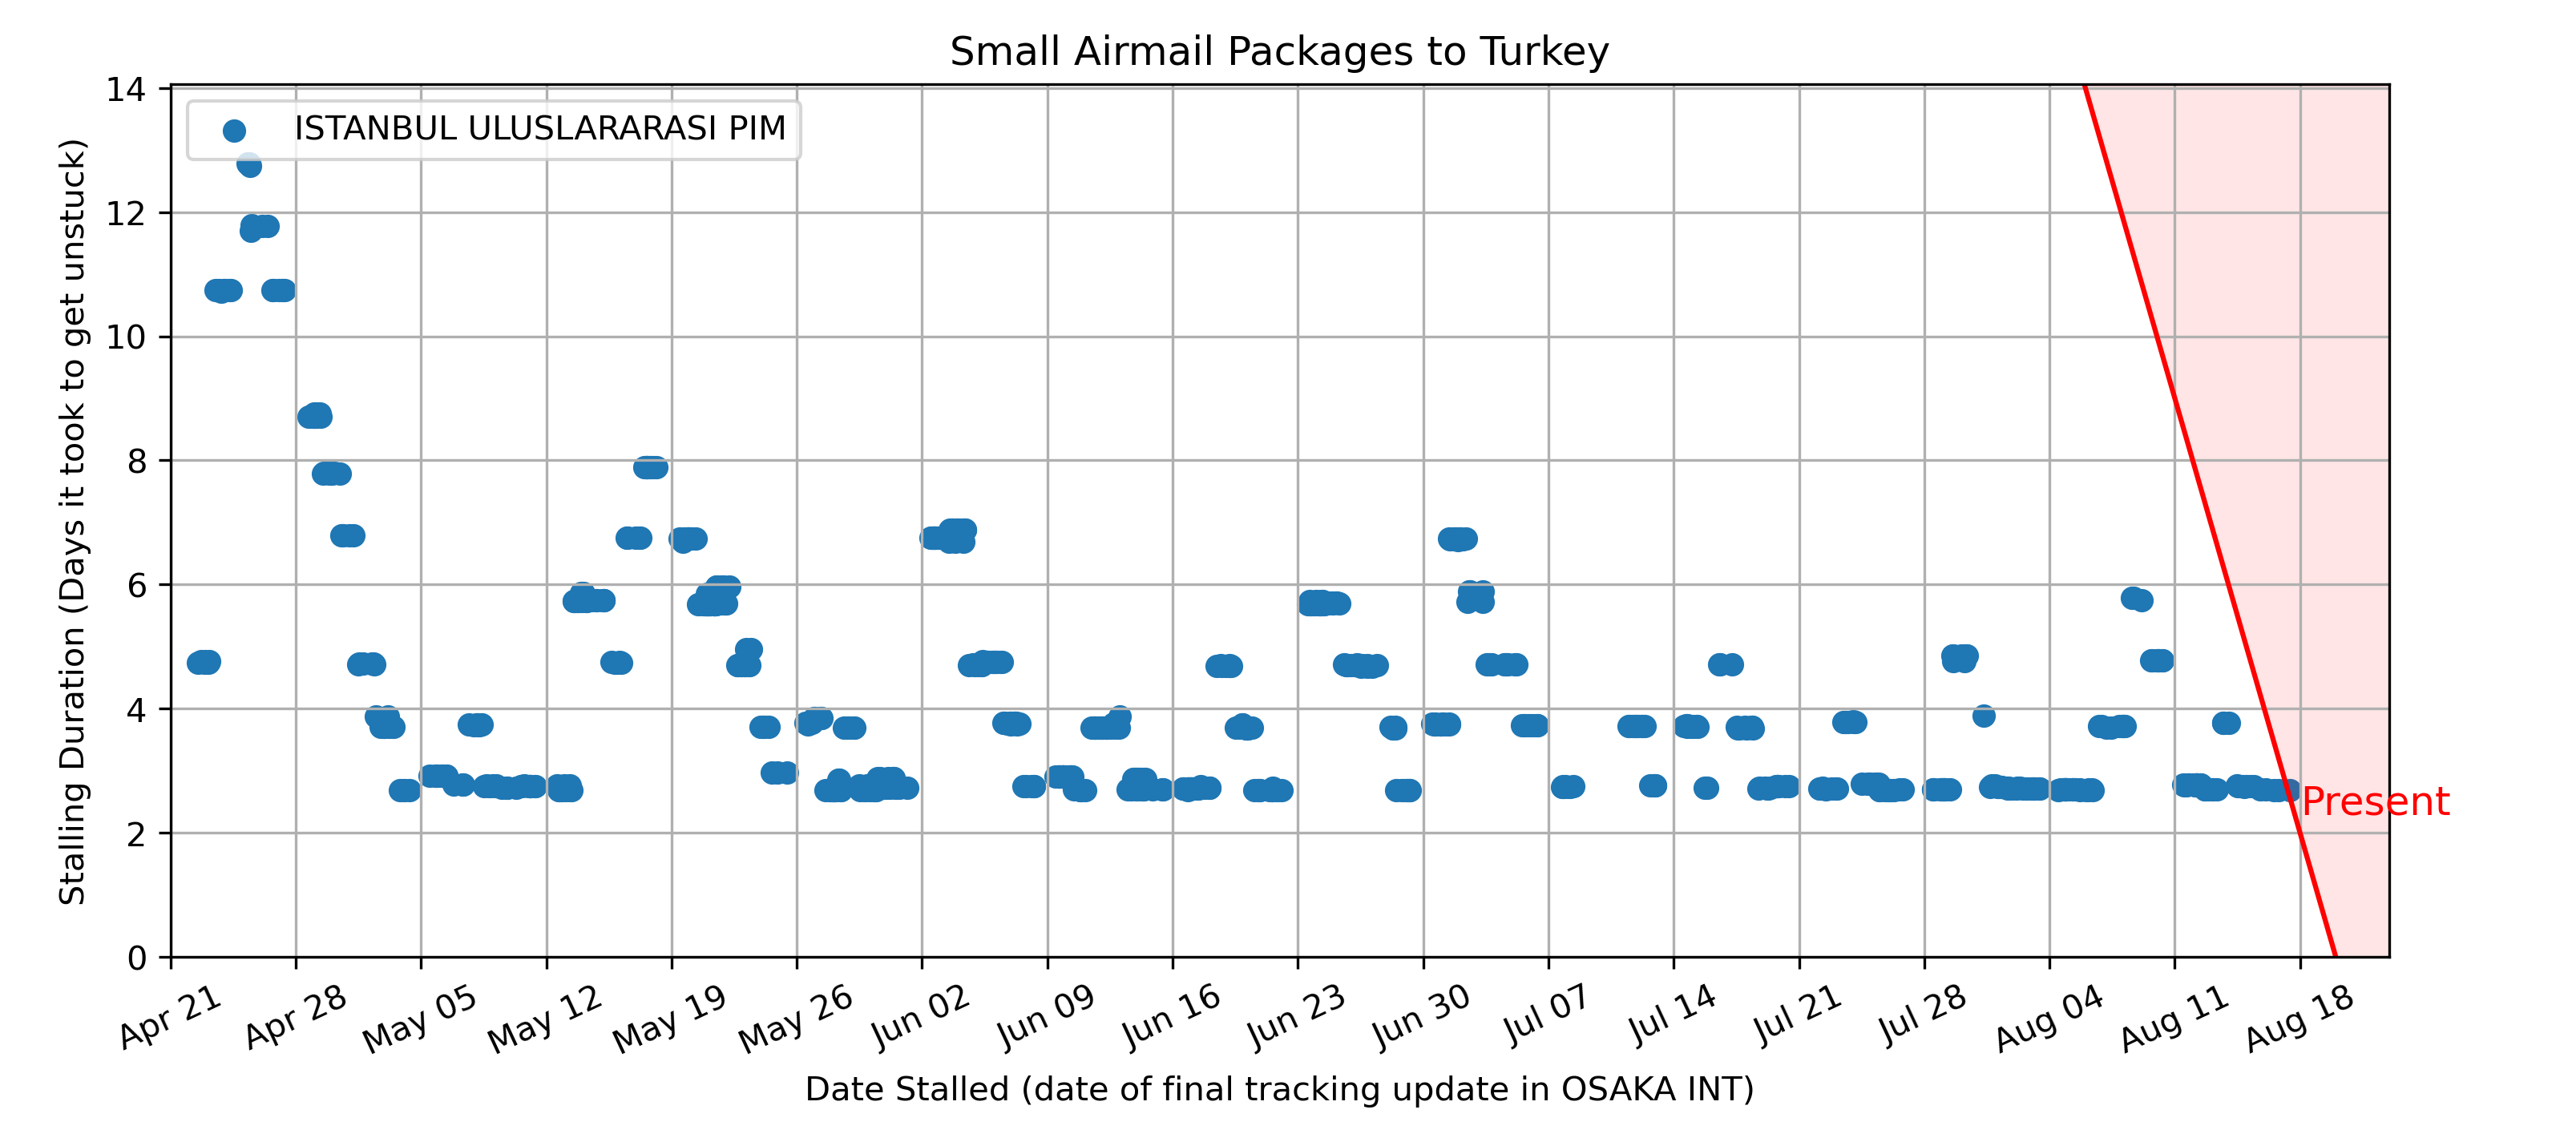 Small Airmail Packages to Turkey
ISTANBUL ULUSLARARASI PIM
Stalling Duration (Days it took to get unstuck)
14
12
10
8
6
4
2
0
Present
Apr 21
Apr 28
May 05
May 12
May 19
May 26
Jun 02
Jun 09
Jun 16
Jun 23
Jun 30
Jul 07
Jul 14
Jul 21
Jul 28
Aug 04
Aug 11
Aug 18
Date Stalled (date of final tracking update in OSAKA INT)